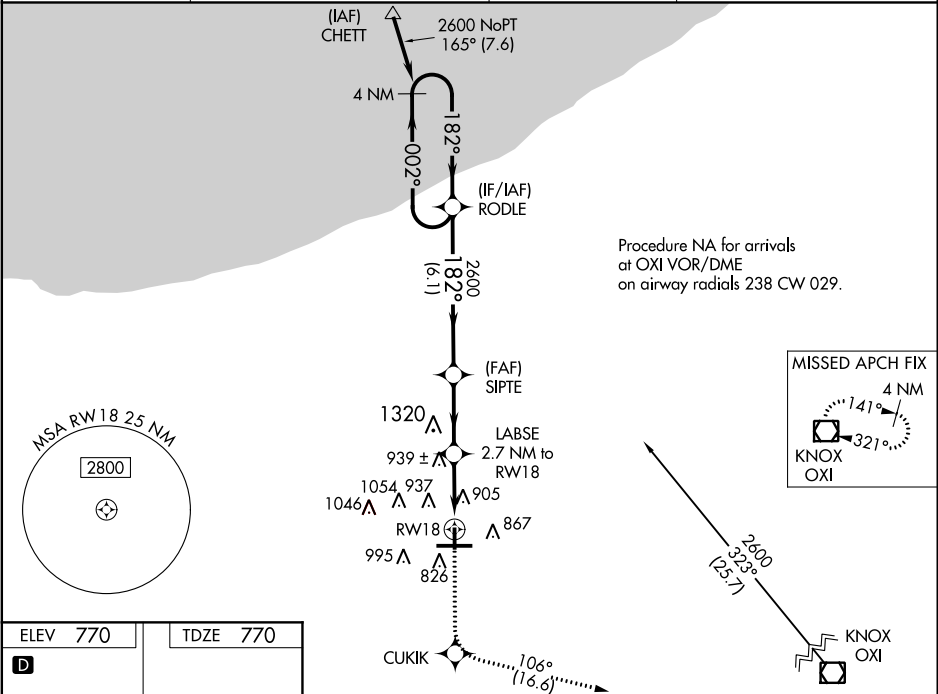 (IAF)
CHETT
2600 NoPT
165° (7.6)
4 NM
182°
002°
(IF/IAF)
RODLE
2600
182°
(6.1)
Procedure NA for arrivals
at OXI VOR/DME
on airway radials 238 CW 029.
(FAF)
SIPTE
MISSED APCH FIX
4 NM
141°
321°
KNOX
OXI
MSA RW18 25 NM
2800
1320
LABSE
2.7 NM to
RW18
939 ±
1054
937
905
1046
RW18
867
995
826
2600
323°
(25.7)
ELEV 770
TDZE 770
D
CUKIK
106°
(16.6)
KNOX
OXI